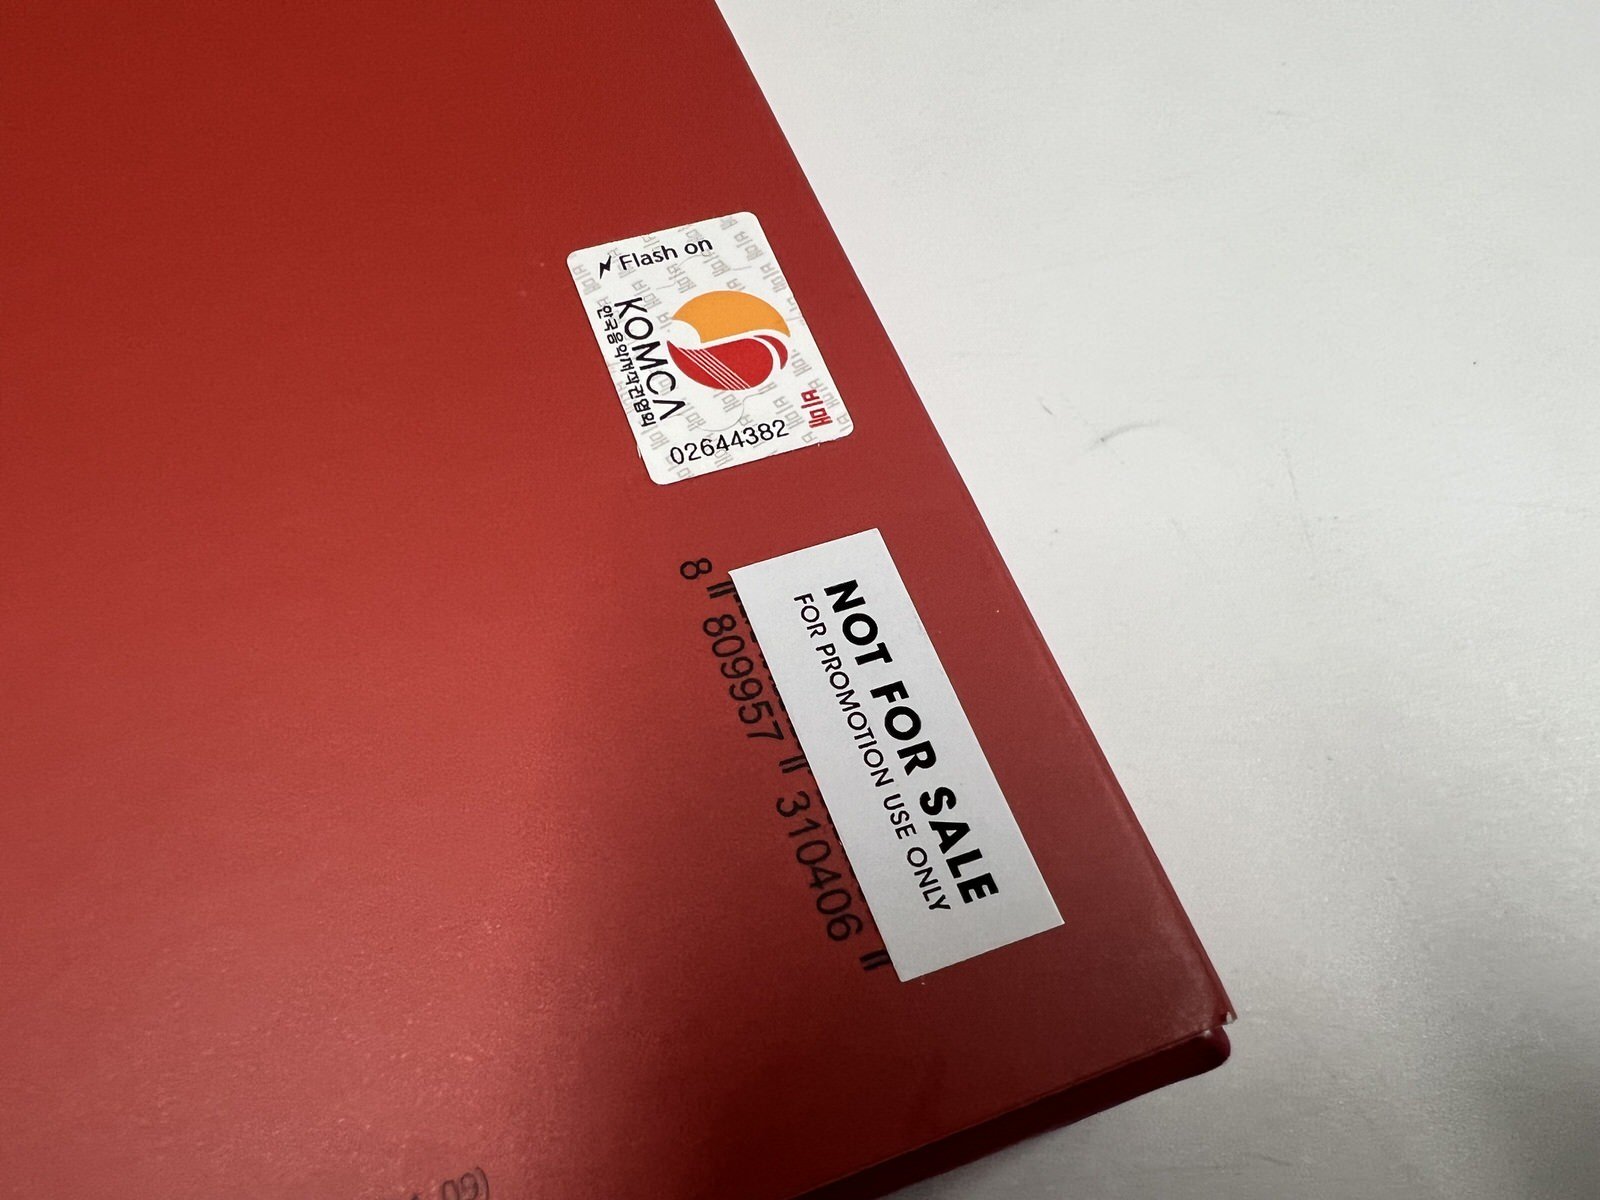 Flash on
KOMCA
한국음악저작권협회
비매
02644382
NOT FOR SALE
FOR PROMOTION USE ONLY
8 809957 310406